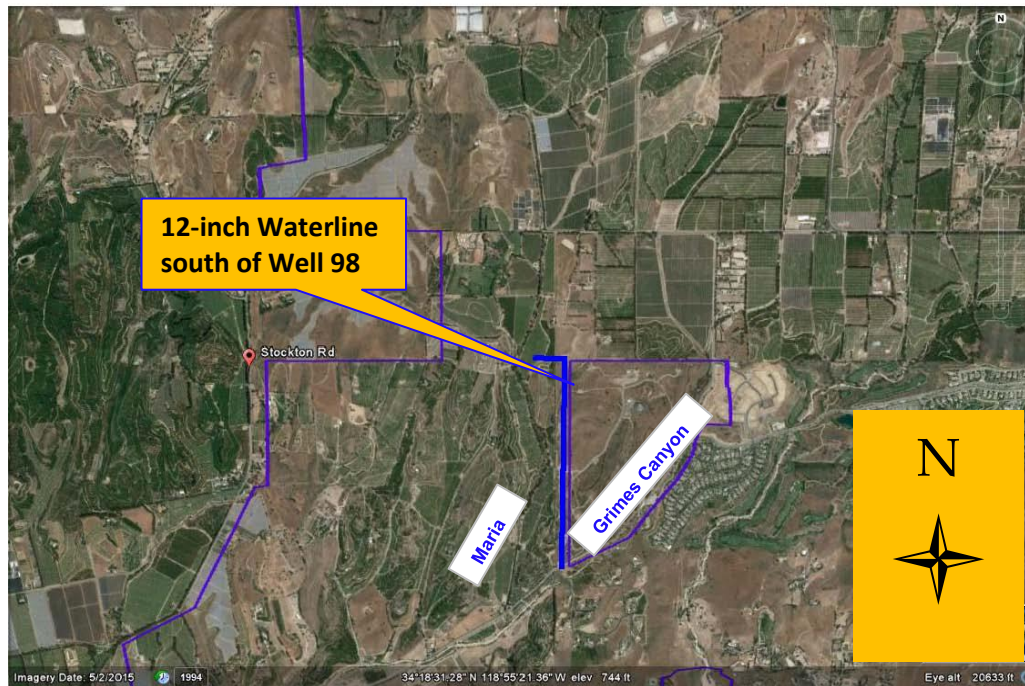 N
12-inch Waterline
south of Well 98
Stockton Rd
Grimes Canyon
Maria
N
Imagery Date: 5/2/2015
1994
34°18'31.28" N 118°55'21.36" W elev 744 ft
Eye alt 20633 ft